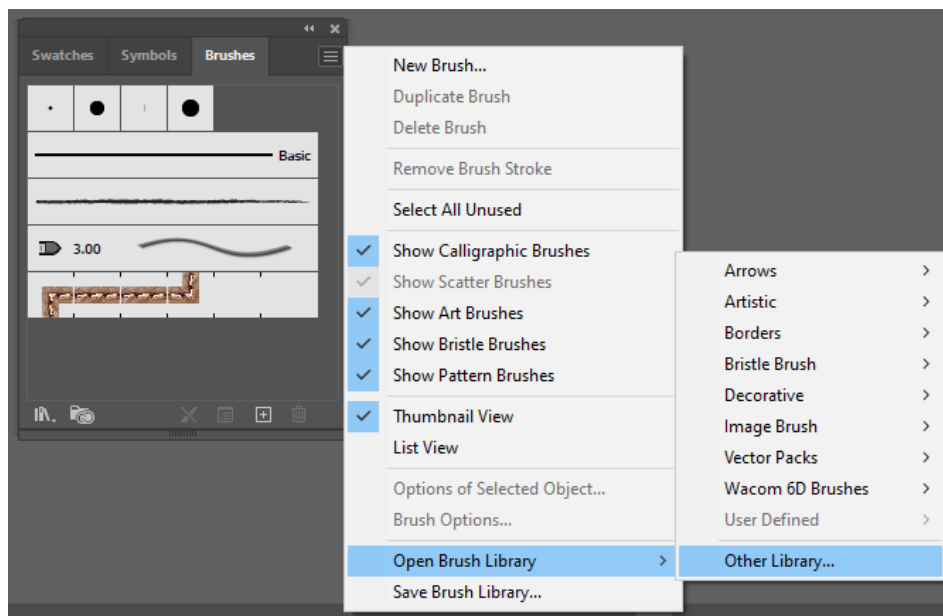 Swatches Symbols Brushes
Basic
3.00
New Brush...
Duplicate Brush
Delete Brush
Remove Brush Stroke
Select All Unused
Show Calligraphic Brushes
Show Scatter Brushes
Show Art Brushes
Show Bristle Brushes
Show Pattern Brushes
Thumbnail View
List View
Options of Selected Object...
Brush Options...
Open Brush Library
Save Brush Library...
Arrows
Artistic
Borders
Bristle Brush
Decorative
Image Brush
Vector Packs
Wacom 6D Brushes
User Defined
Other Library...